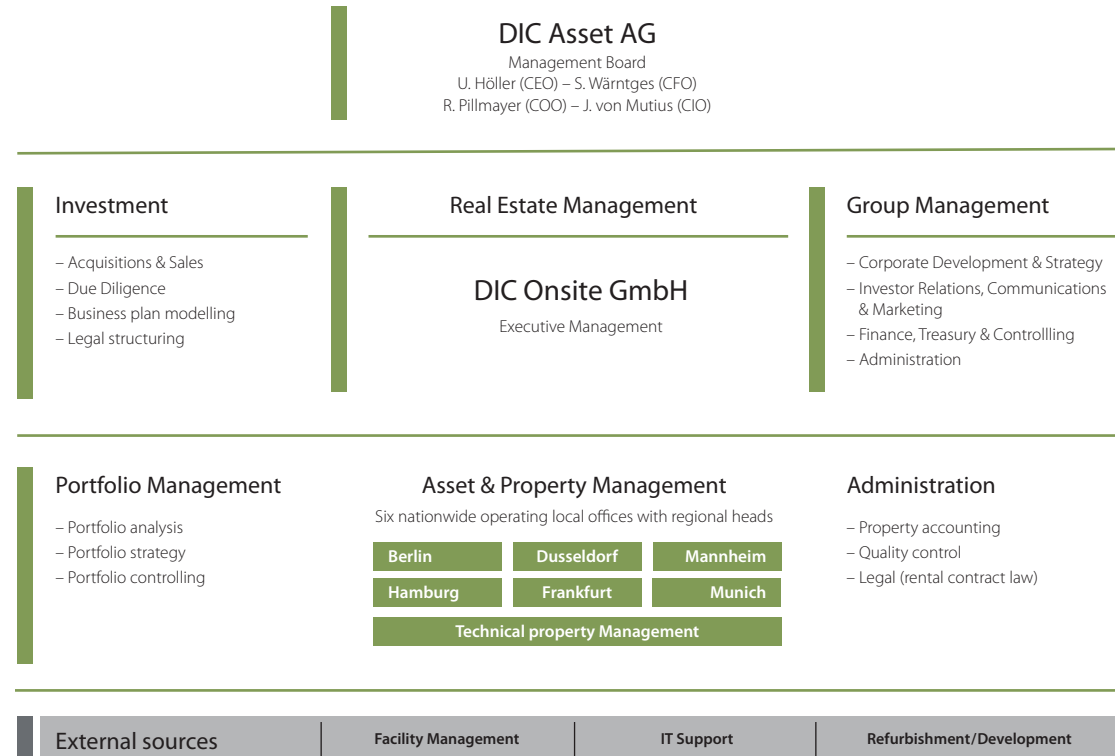 DIC Asset AG
Management Board
U. Höller (CEO) – S. Wärntges (CFO)
R. Pillmayer (COO) – J. von Mutius (CIO)
Investment
– Acquisitions & Sales
– Due Diligence
– Business plan modelling
– Legal structuring
Real Estate Management
DIC Onsite GmbH
Executive Management
Group Management
– Corporate Development & Strategy
– Investor Relations, Communications
& Marketing
– Finance, Treasury & Controllling
– Administration
Portfolio Management
– Portfolio analysis
– Portfolio strategy
– Portfolio controlling
Asset & Property Management
Six nationwide operating local offices with regional heads
Berlin Dusseldorf Mannheim
Hamburg Frankfurt Munich
Technical property Management
Administration
– Property accounting
– Quality control
– Legal (rental contract law)
External sources Facility Management IT Support Refurbishment/Development